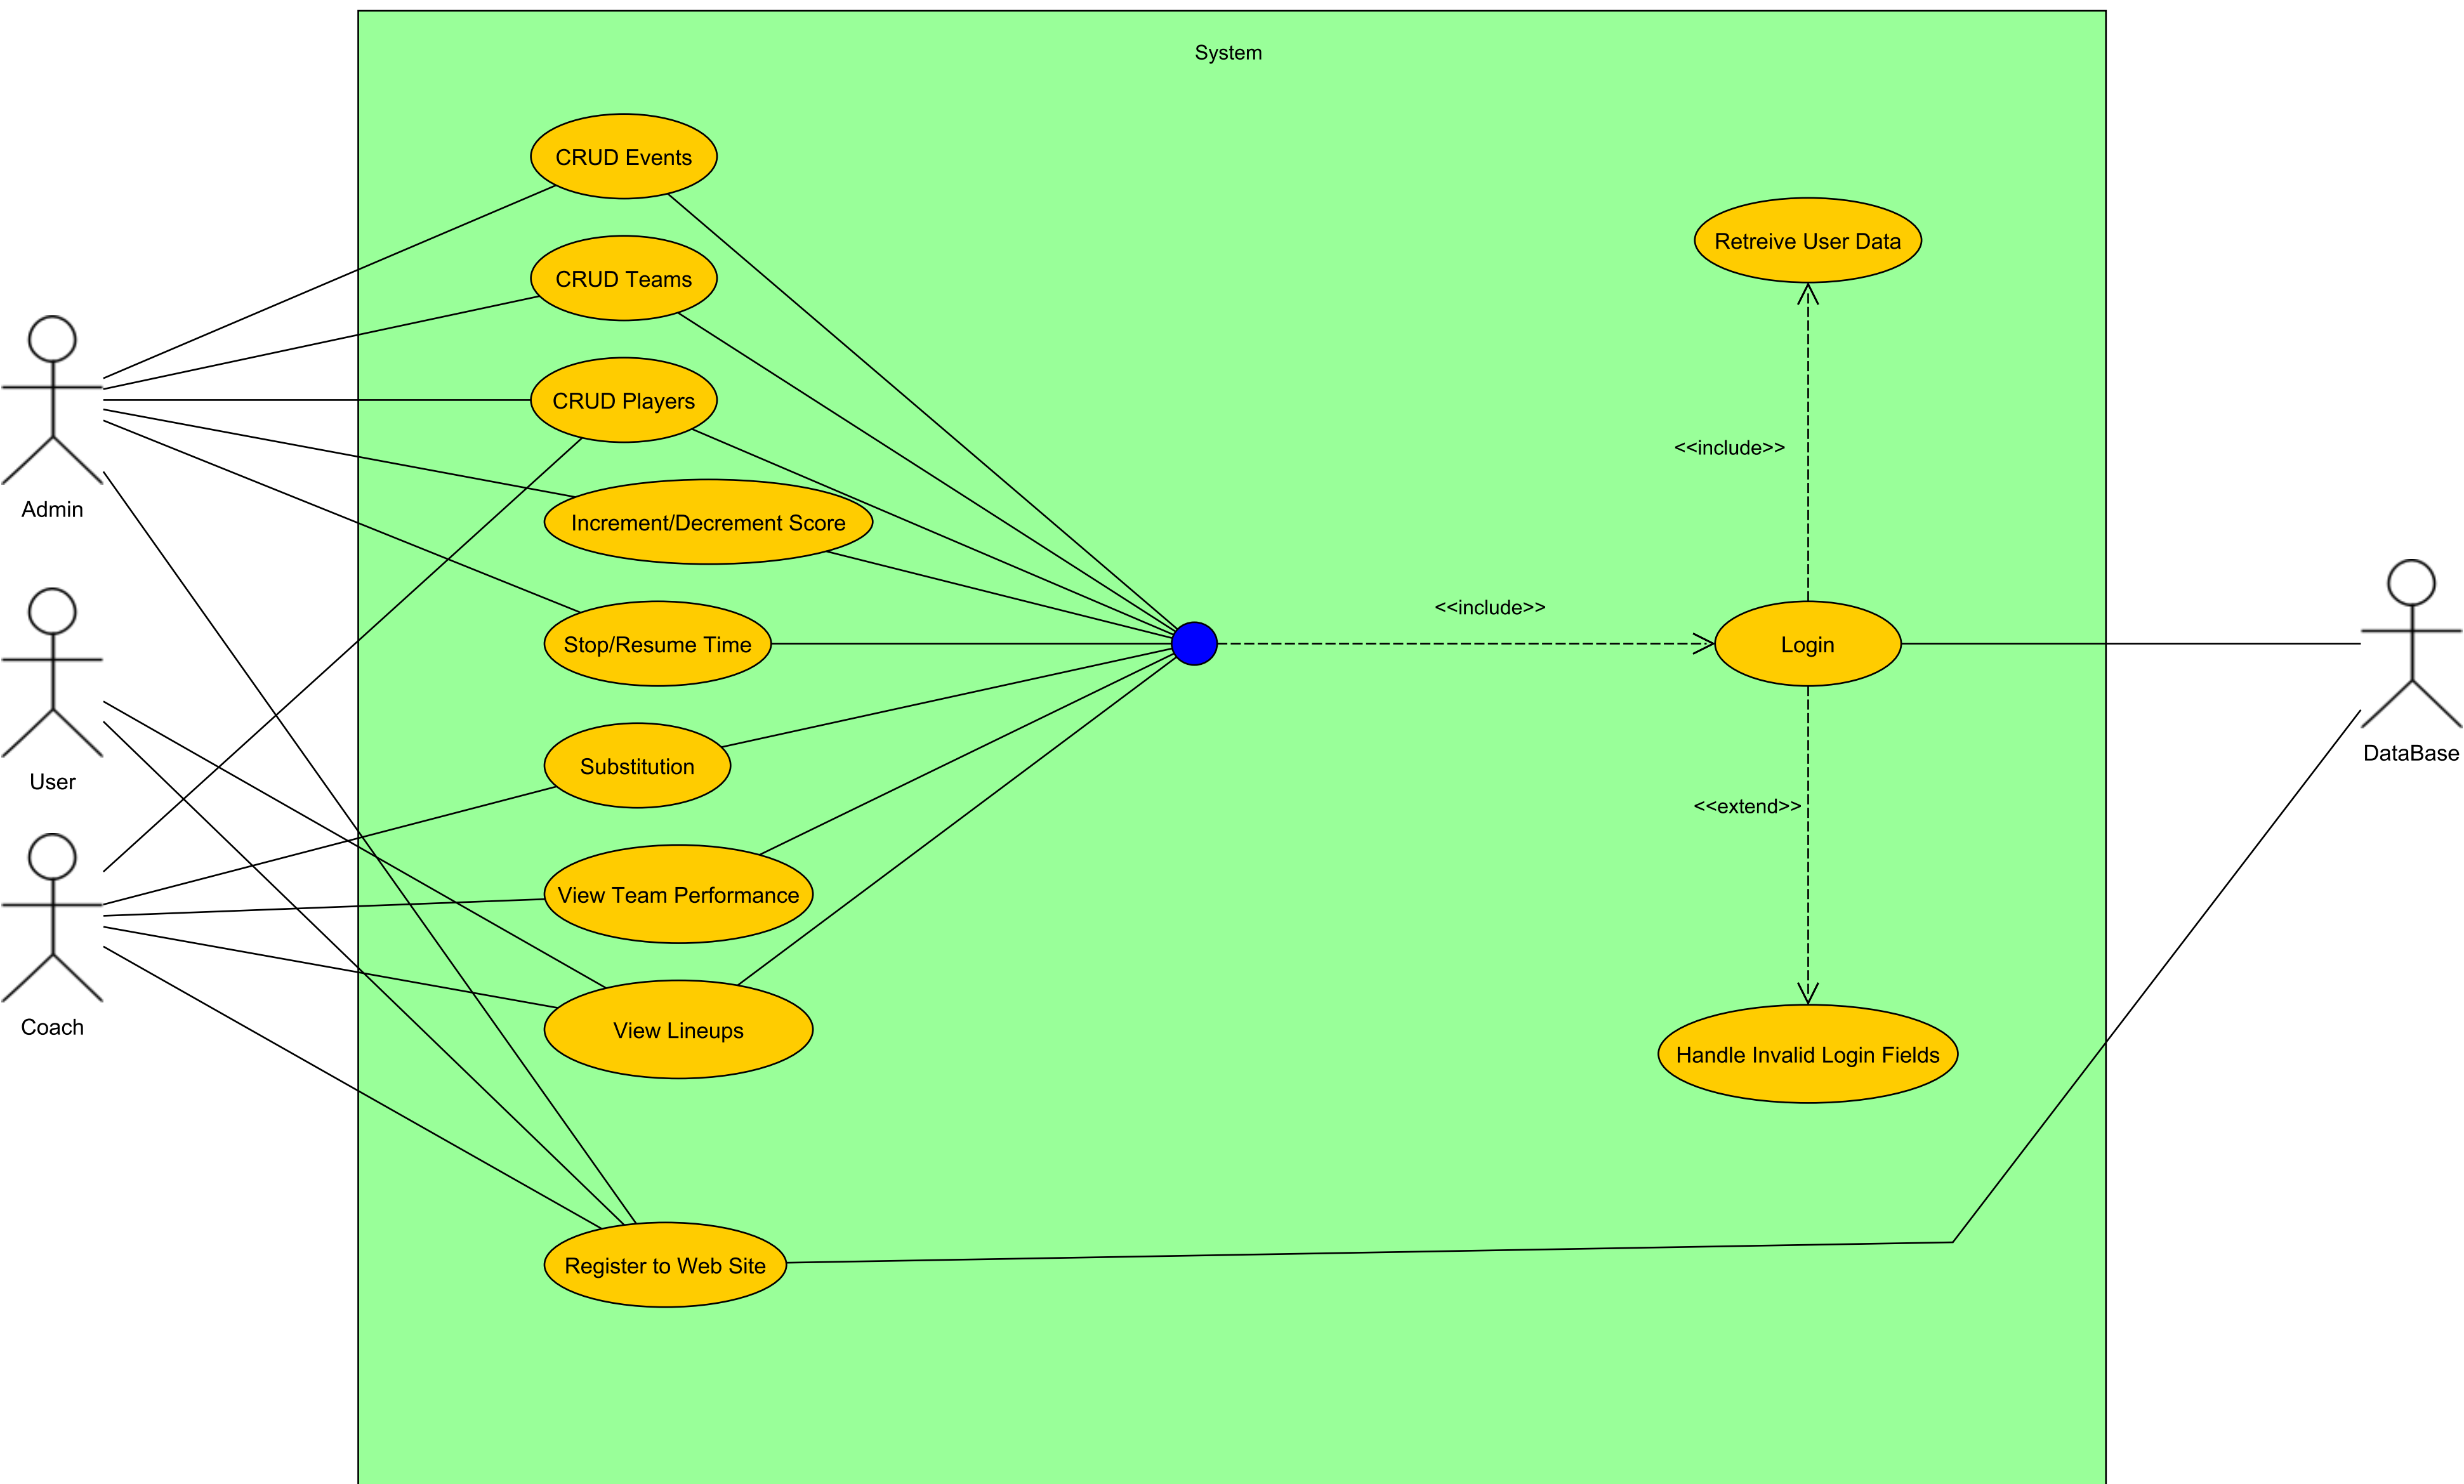 System
CRUD Events
CRUD Teams
CRUD Players
Increment/Decrement Score
Stop/Resume Time
Substitution
View Team Performance
View Lineups
Register to Web Site
Admin
User
Coach
<<include>>
Retreive User Data
<<include>>
Login
<<extend>>
Handle Invalid Login Fields
DataBase